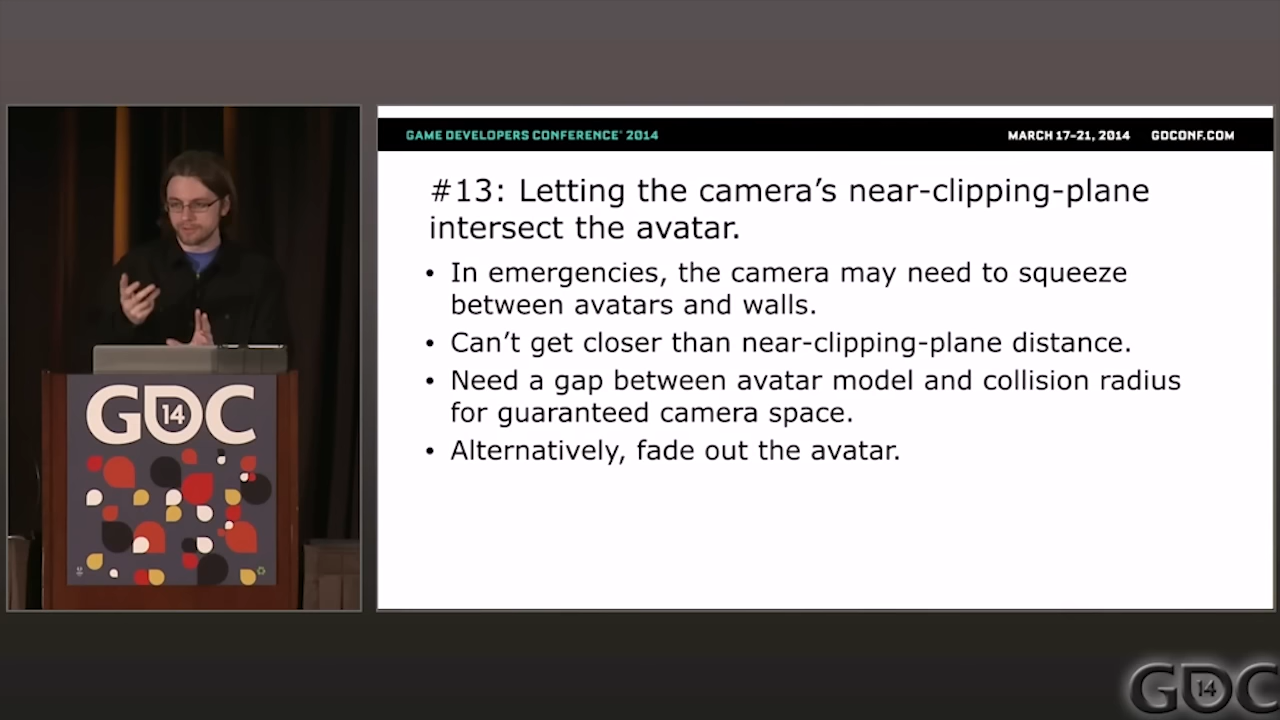 GAME DEVELOPERS CONFERENCE® 2014
MARCH 17–21, 2014 GDCONF.COM
#13: Letting the camera’s near-clipping-plane
intersect the avatar.
• In emergencies, the camera may need to squeeze
between avatars and walls.
• Can’t get closer than near-clipping-plane distance.
• Need a gap between avatar model and collision radius
for guaranteed camera space.
• Alternatively, fade out the avatar.
GDC
14
GDC
14